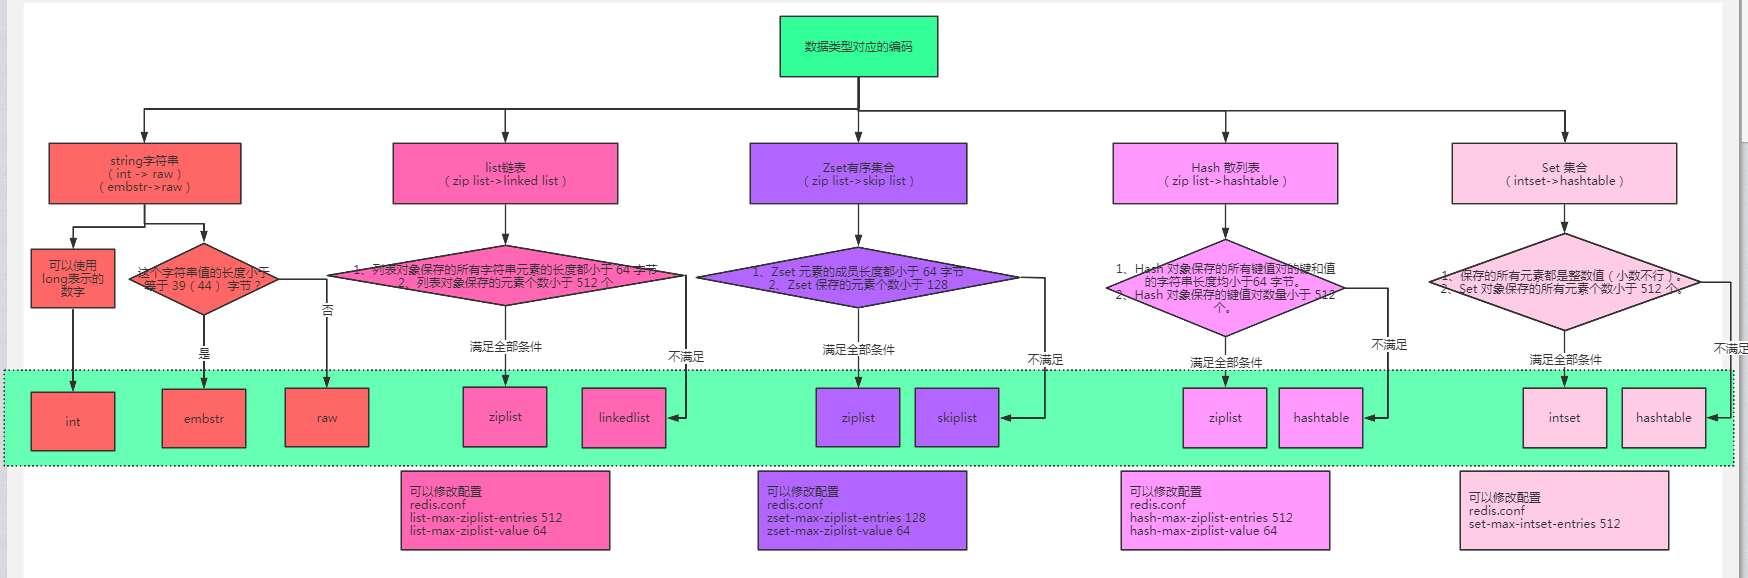 数据类型对应的编码
string字符串
（int -> raw）
（embstr->raw）
list链表
（zip list->linked list）
Zset有序集合
（zip list->skip list）
Hash 散列表
（zip list->hashtable）
Set 集合
（intset->hashtable）
可以使用
long表示的
数字
这个字符串值的长度小于
等于 39（44） 字节？
1、列表对象保存的所有字符串元素的长度都小于 64 字节
2、列表对象保存的元素个数小于 512 个
1、Zset 元素的成员长度都小于 64 字节
2、Zset 保存的元素个数小于 128
1、Hash 对象保存的所有键值对的键和值
的字符串长度均小于64 字节。
2、Hash 对象保存的键值对数量小于 512
个。
1、保存的所有元素都是整数值（小数不行）。
2、Set 对象保存的所有元素个数小于 512 个。
是
否
满足全部条件
不满足
满足全部条件
不满足
满足全部条件
不满足
满足全部条件
不满足
int
embstr
raw
ziplist
linkedlist
ziplist
skiplist
ziplist
hashtable
intset
hashtable
可以修改配置
redis.conf
list-max-ziplist-entries 512
list-max-ziplist-value 64
可以修改配置
redis.conf
zset-max-ziplist-entries 128
zset-max-ziplist-value 64
可以修改配置
redis.conf
hash-max-ziplist-entries 512
hash-max-ziplist-value 64
可以修改配置
redis.conf
set-max-intset-entries 512